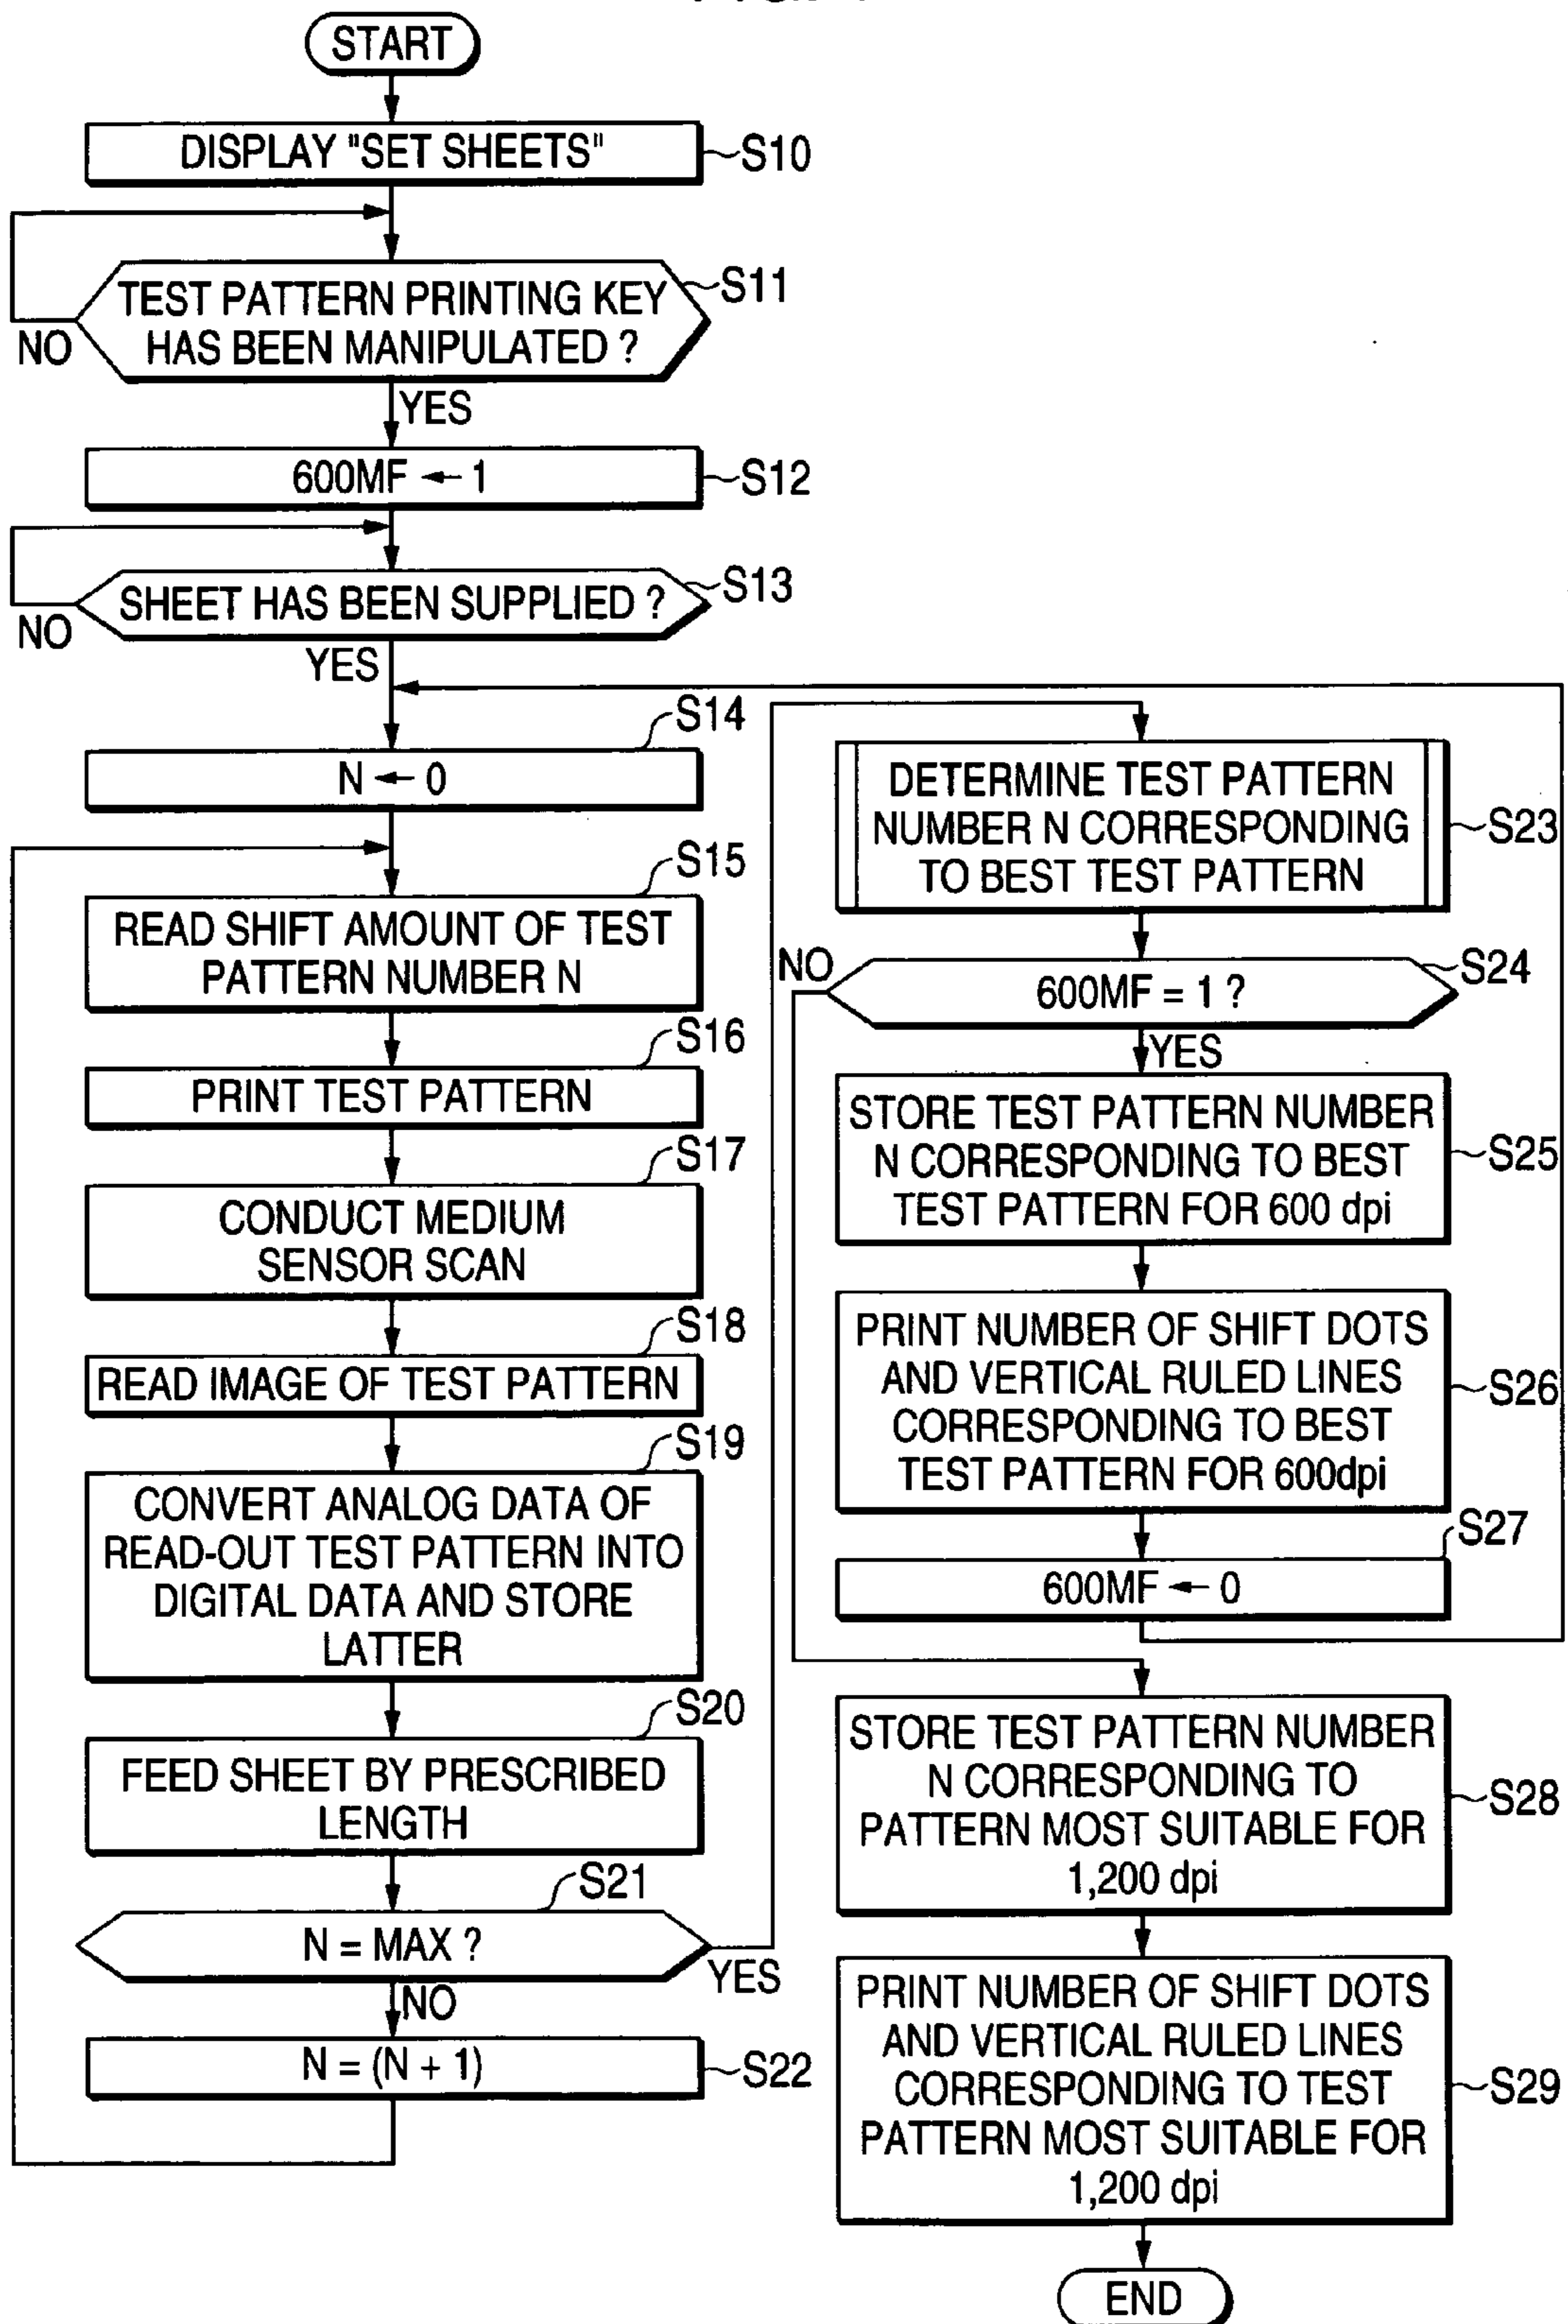 START
DISPLAY "SET SHEETS"
S10
TEST PATTERN PRINTING KEY
HAS BEEN MANIPULATED ?
S11
NO
YES
600MF ← 1
S12
SHEET HAS BEEN SUPPLIED ?
S13
NO
YES
S14
N ← 0
S15
READ SHIFT AMOUNT OF TEST
PATTERN NUMBER N
S16
PRINT TEST PATTERN
S17
CONDUCT MEDIUM
SENSOR SCAN
S18
READ IMAGE OF TEST PATTERN
S19
CONVERT ANALOG DATA OF
READ-OUT TEST PATTERN INTO
DIGITAL DATA AND STORE
LATTER
S20
FEED SHEET BY PRESCRIBED
LENGTH
S21
N = MAX ?
YES
NO
N = (N + 1)
S22
DETERMINE TEST PATTERN
NUMBER N CORRESPONDING
TO BEST TEST PATTERN
S23
NO
600MF = 1 ?
S24
YES
STORE TEST PATTERN NUMBER
N CORRESPONDING TO BEST
TEST PATTERN FOR 600 dpi
S25
PRINT NUMBER OF SHIFT DOTS
AND VERTICAL RULED LINES
CORRESPONDING TO BEST
TEST PATTERN FOR 600dpi
S26
S27
600MF ← 0
STORE TEST PATTERN NUMBER
N CORRESPONDING TO
PATTERN MOST SUITABLE FOR
1,200 dpi
S28
PRINT NUMBER OF SHIFT DOTS
AND VERTICAL RULED LINES
CORRESPONDING TO TEST
PATTERN MOST SUITABLE FOR
1,200 dpi
S29
END